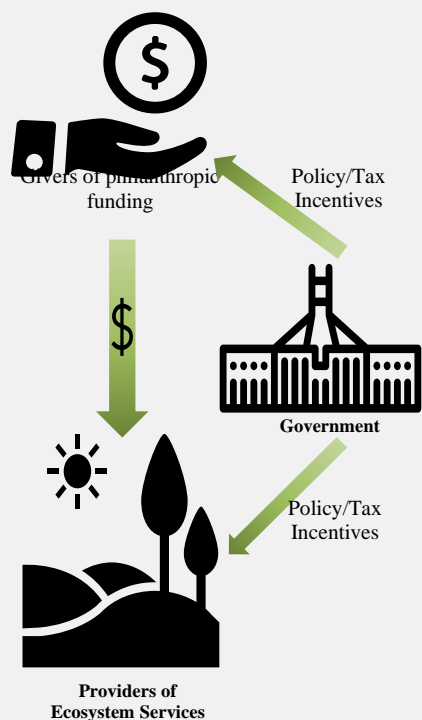 $
Givers of philanthropic
funding
Policy/Tax
Incentives
$
Government
Policy/Tax
Incentives
Providers of
Ecosystem Services